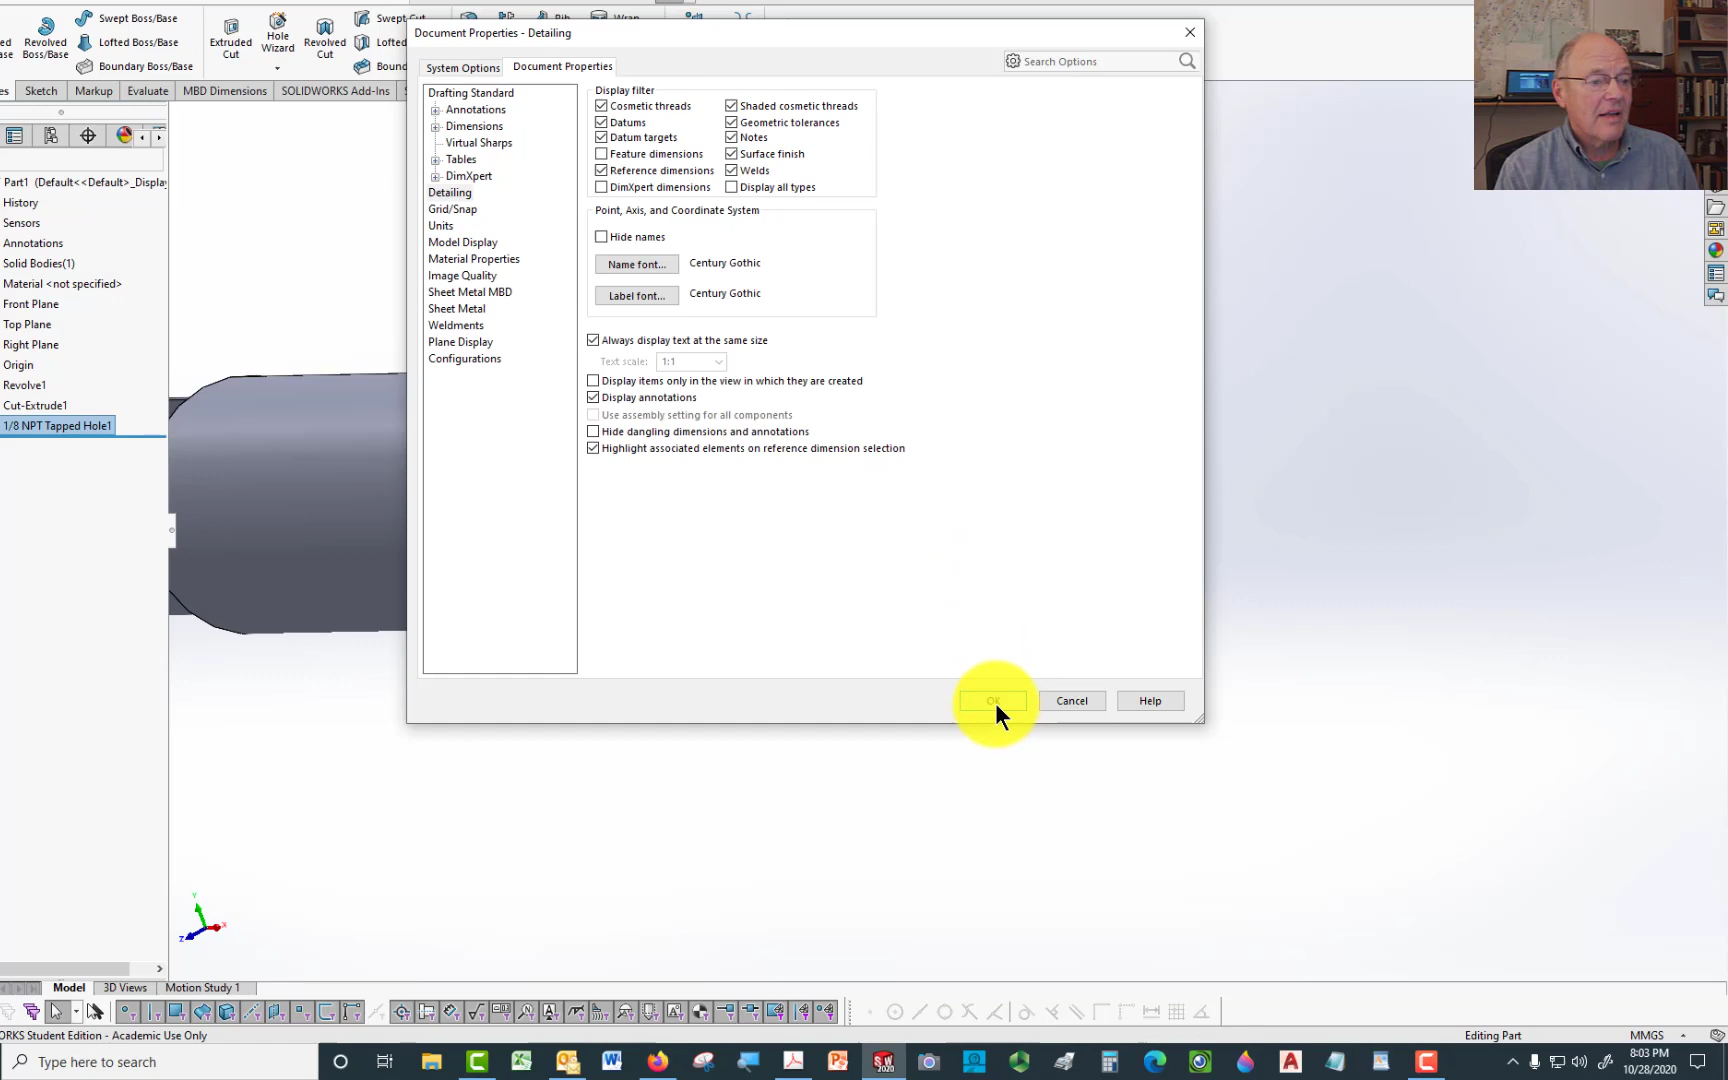 Document Properties - Detailing
System Options
Document Properties
Search Options
Swept Boss/Base
Lofted Boss/Base
Boundary Boss/Base
Revolved
Boss/Base
Extruded
Cut
Hole
Wizard
Revolved
Cut
Swept Cut
Lofted
Bound
Rib
Wrap
Sketch
Markup
Evaluate
MBD Dimensions
SOLIDWORKS Add-Ins
Part1 (Default<<Default>_Display
History
Sensors
Annotations
Solid Bodies(1)
Material <not specified>
Front Plane
Top Plane
Right Plane
Origin
Revolve1
Cut-Extrude1
1/8 NPT Tapped Hole1
Drafting Standard
Annotations
Dimensions
Virtual Sharps
Tables
DimXpert
Detailing
Grid/Snap
Units
Model Display
Material Properties
Image Quality
Sheet Metal MBD
Sheet Metal
Weldments
Plane Display
Configurations
Display filter
Cosmetic threads
Shaded cosmetic threads
Datums
Geometric tolerances
Datum targets
Notes
Feature dimensions
Surface finish
Reference dimensions
Welds
DimXpert dimensions
Display all types
Point, Axis, and Coordinate System
Hide names
Name font...
Century Gothic
Label font...
Century Gothic
Always display text at the same size
Text scale:
1:1
Display items only in the view in which they are created
Display annotations
Use assembly setting for all components
Hide dangling dimensions and annotations
Highlight associated elements on reference dimension selection
OK
Cancel
Help
Y
X
Z
Model
3D Views
Motion Study 1
ORKS Student Edition - Academic Use Only
Editing Part
MMGS
Type here to search
SW
2020
8:03 PM
10/28/2020